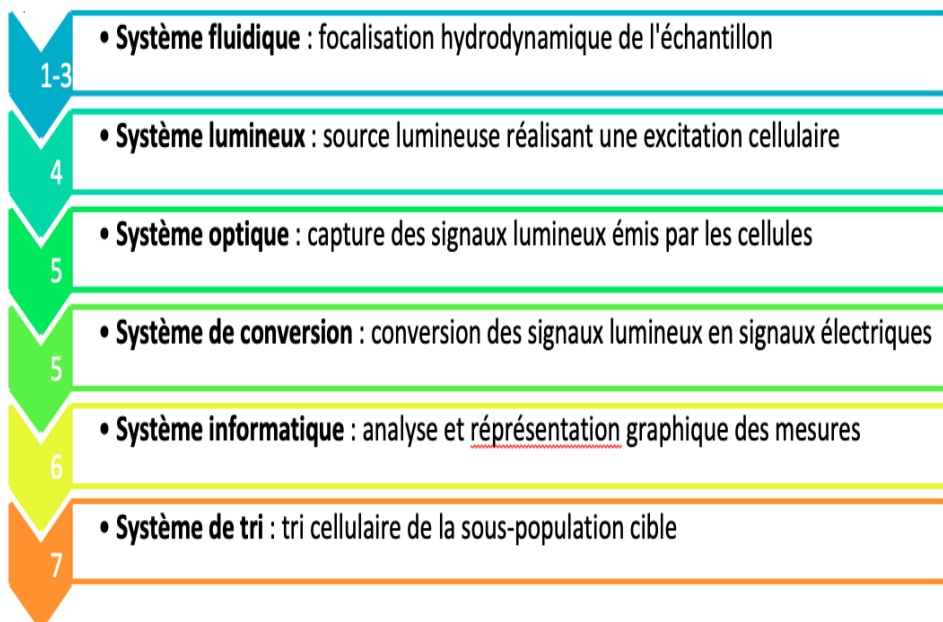 • Système fluidique : focalisation hydrodynamique de l'échantillon
1-3
• Système lumineux : source lumineuse réalisant une excitation cellulaire
4
• Système optique : capture des signaux lumineux émis par les cellules
5
• Système de conversion : conversion des signaux lumineux en signaux électriques
5
• Système informatique : analyse et réprésentation graphique des mesures
6
• Système de tri : tri cellulaire de la sous-population cible
7